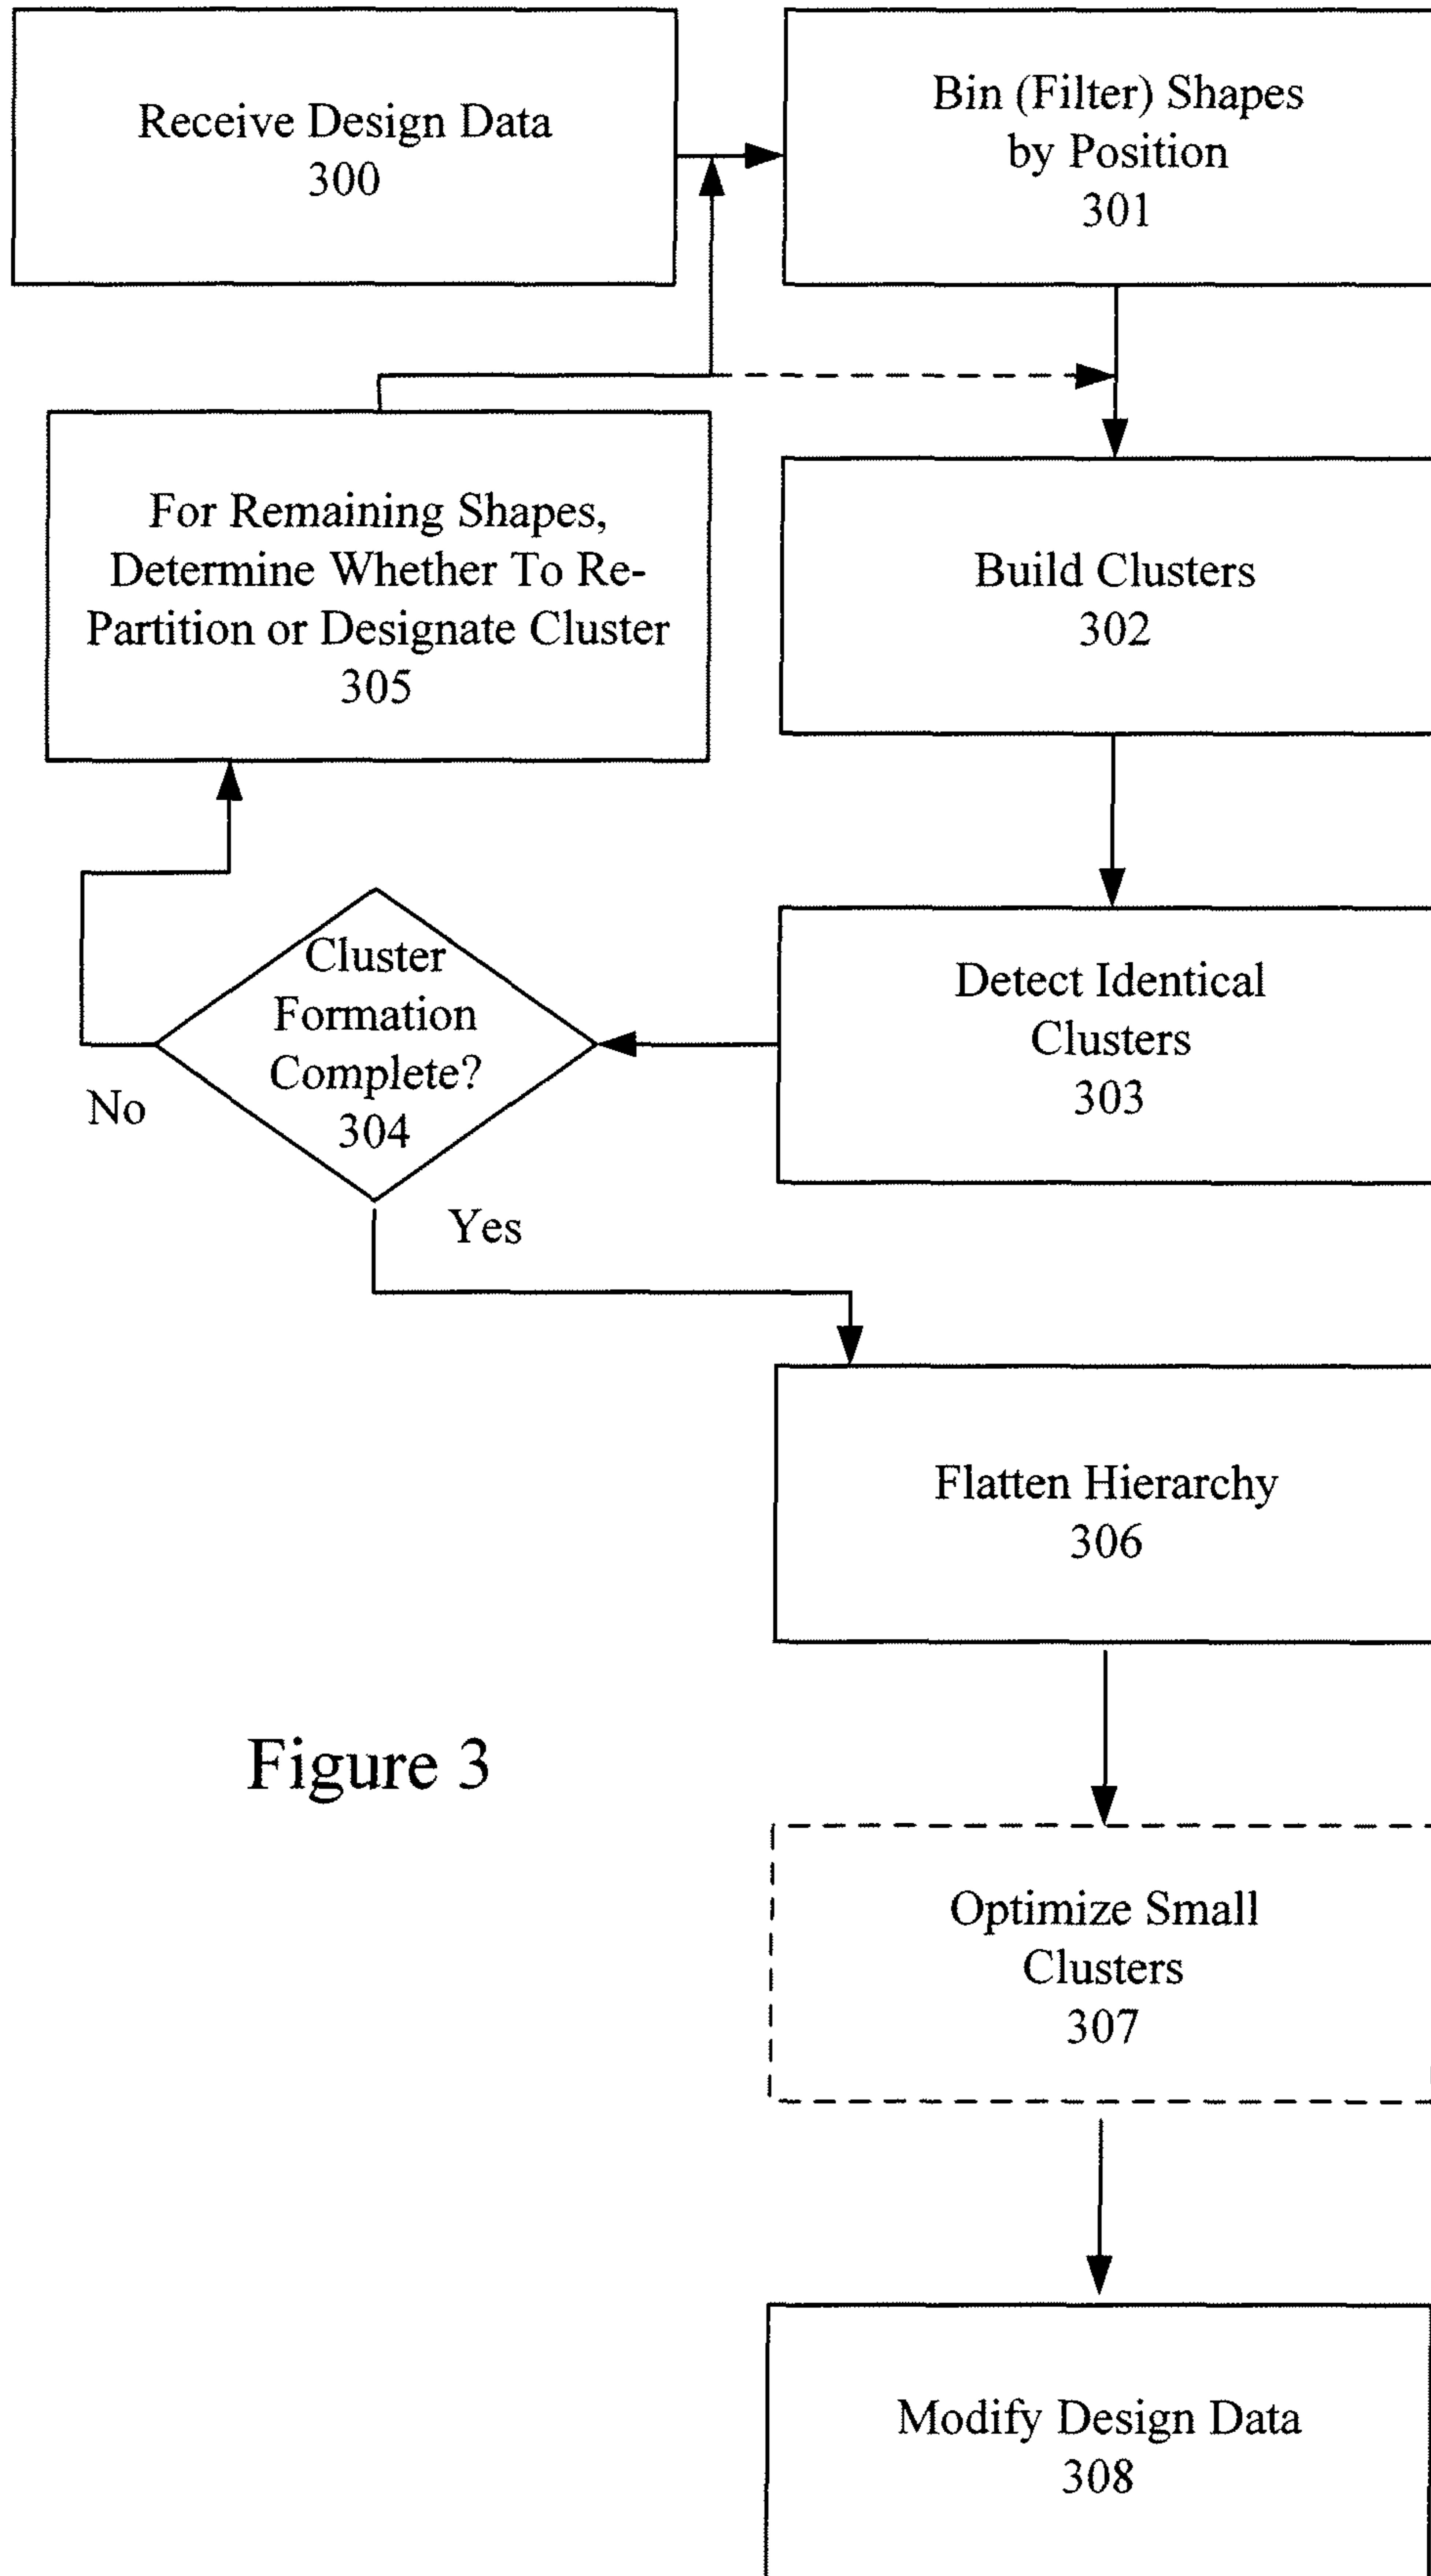 Receive Design Data
300
Bin (Filter) Shapes
by Position
301
For Remaining Shapes,
Determine Whether To Re-
Partition or Designate Cluster
305
Build Clusters
302
Cluster
Formation
Complete?
304
No
Yes
Detect Identical
Clusters
303
Flatten Hierarchy
306
Figure 3
Optimize Small
Clusters
307
Modify Design Data
308